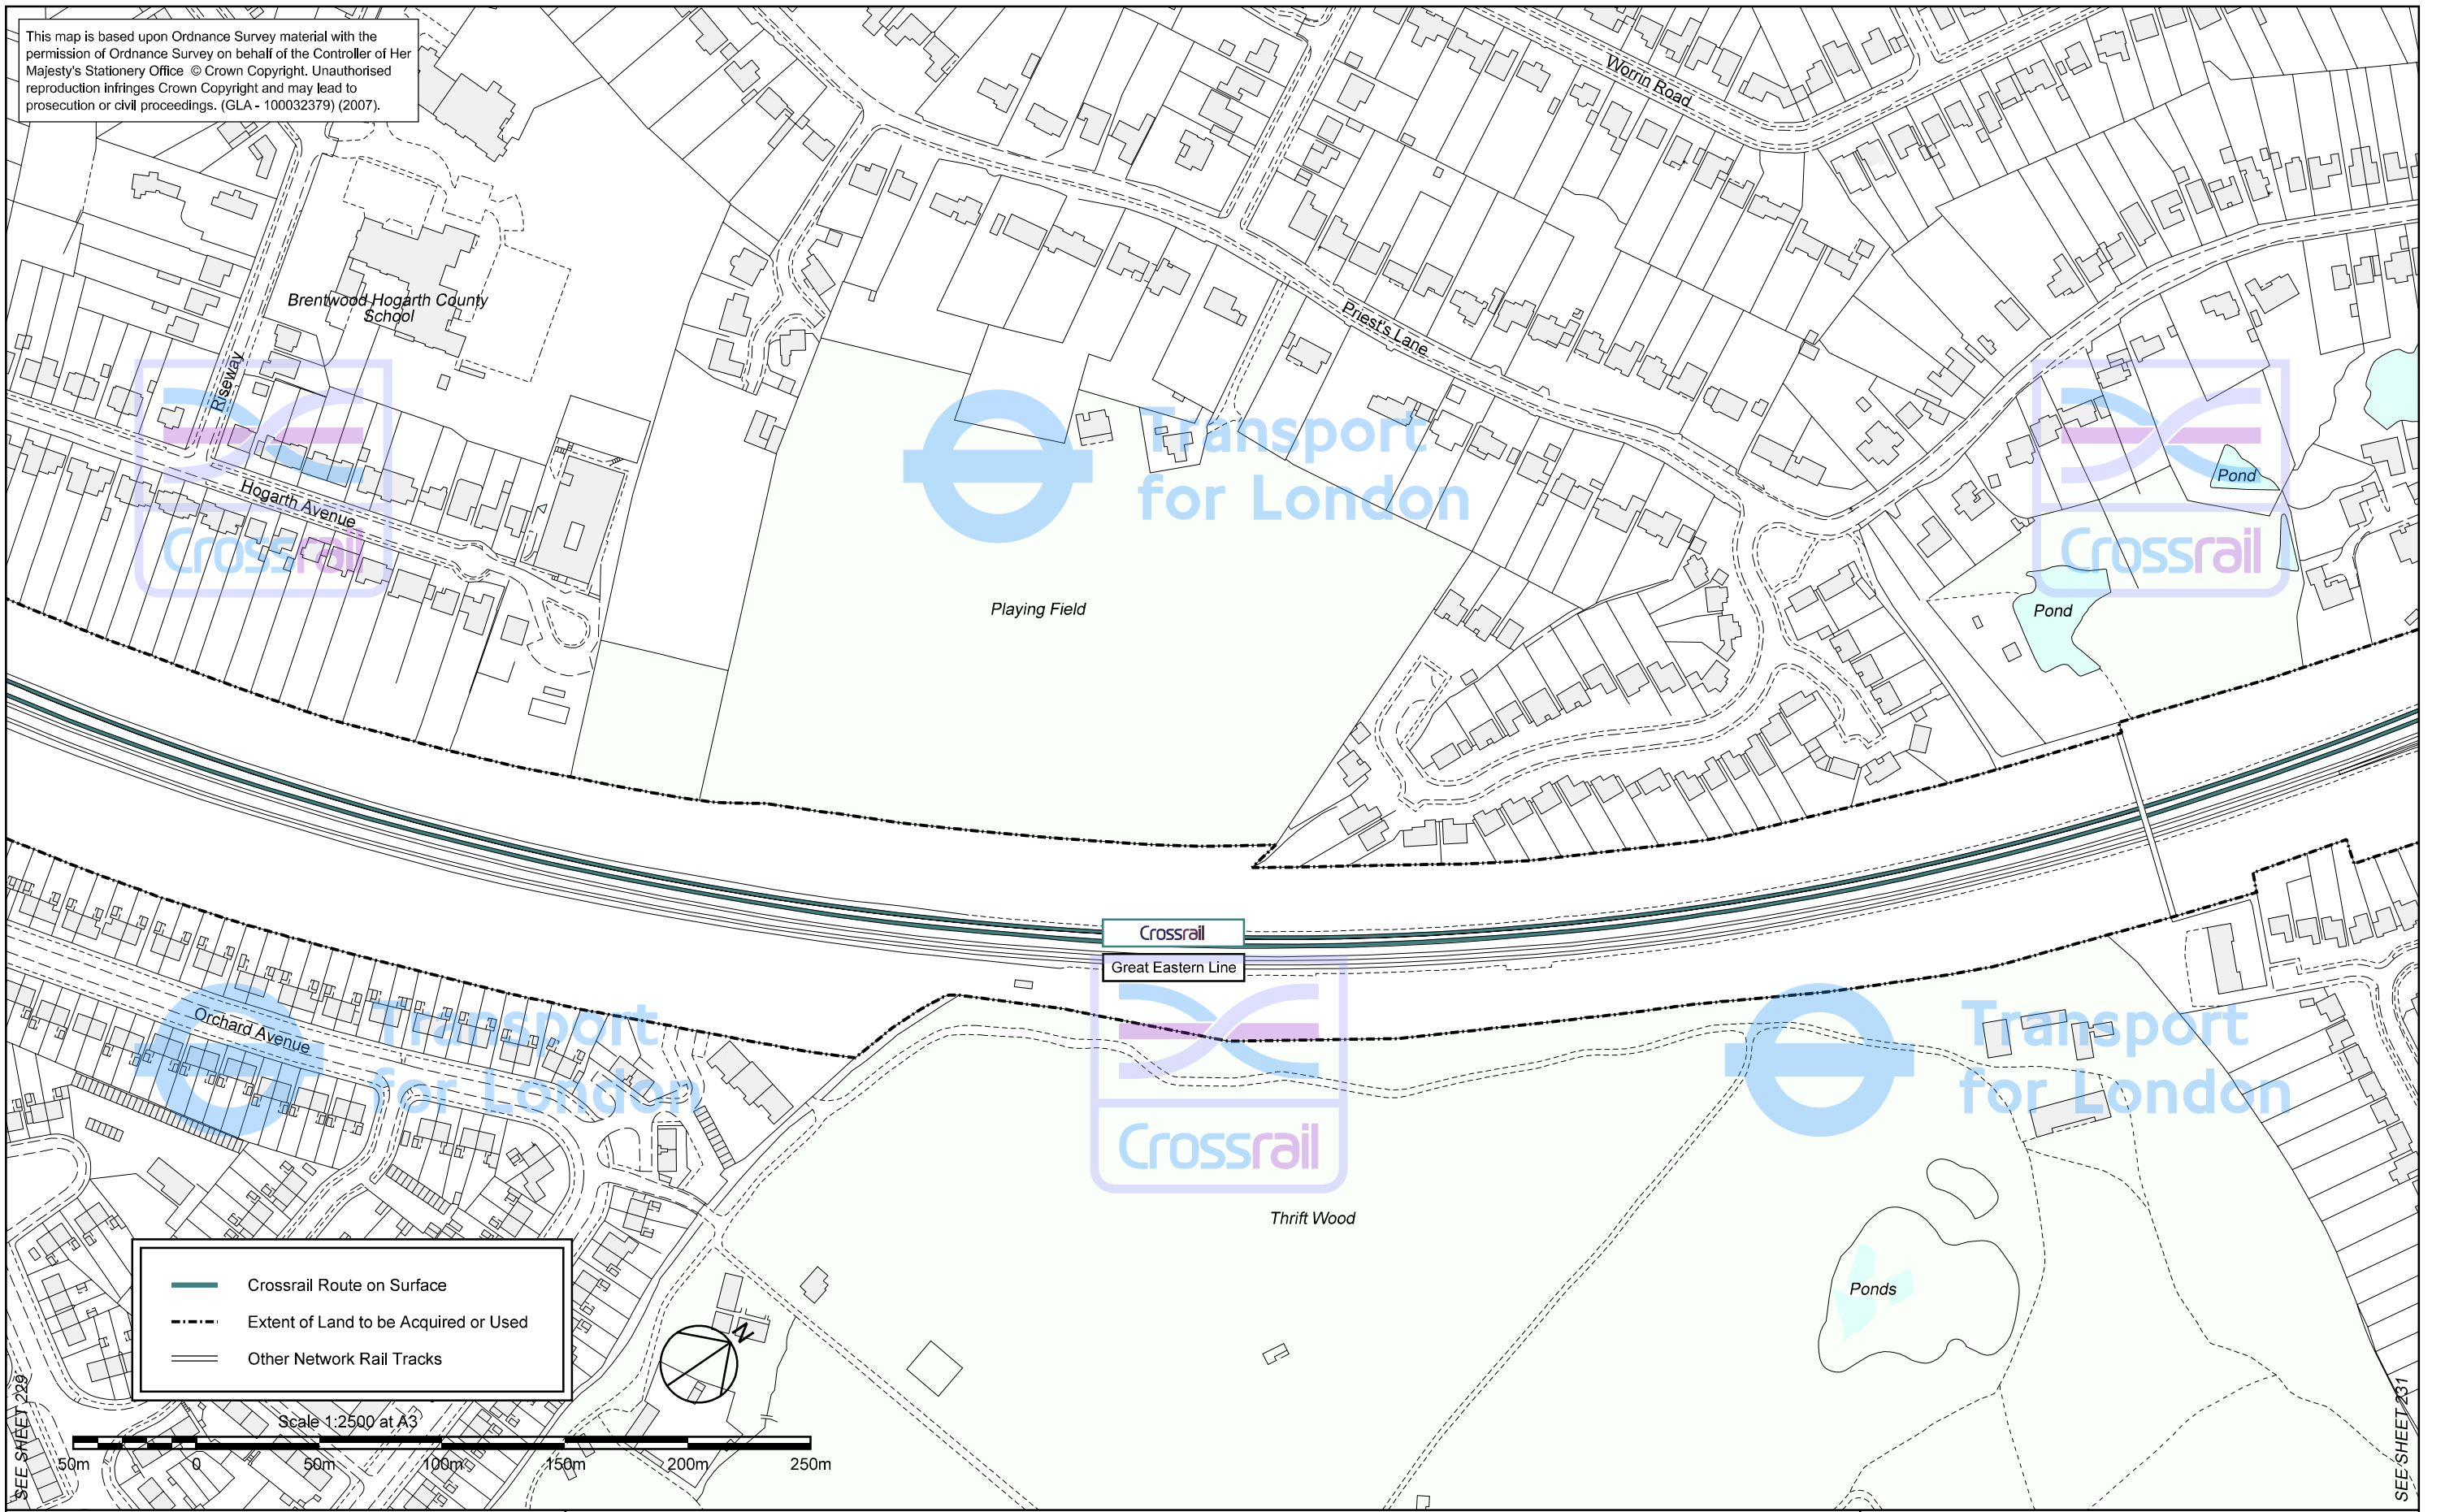 This map is based upon Ordnance Survey material with the
permission of Ordnance Survey on behalf of the Controller of Her
Majesty's Stationery Office © Crown Copyright. Unauthorised
reproduction infringes Crown Copyright and may lead to
prosecution or civil proceedings. (GLA - 100032379) (2007).
Worrin Road
Brentwood Hogarth County
School
Priest's Lane
Riseway
Transport
for London
Pond
Hogarth Avenue
Crossrail
Crossrail
Playing Field
Pond
Crossrail
Great Eastern Line
Orchard Avenue
Transport
for London
Transport
for London
Crossrail
Thrift Wood
Ponds
Crossrail Route on Surface
Extent of Land to be Acquired or Used
Other Network Rail Tracks
N
SEE SHEET 229
SEE SHEET 231
Scale 1:2500 at A3
50m 0 50m 100m 150m 200m 250m